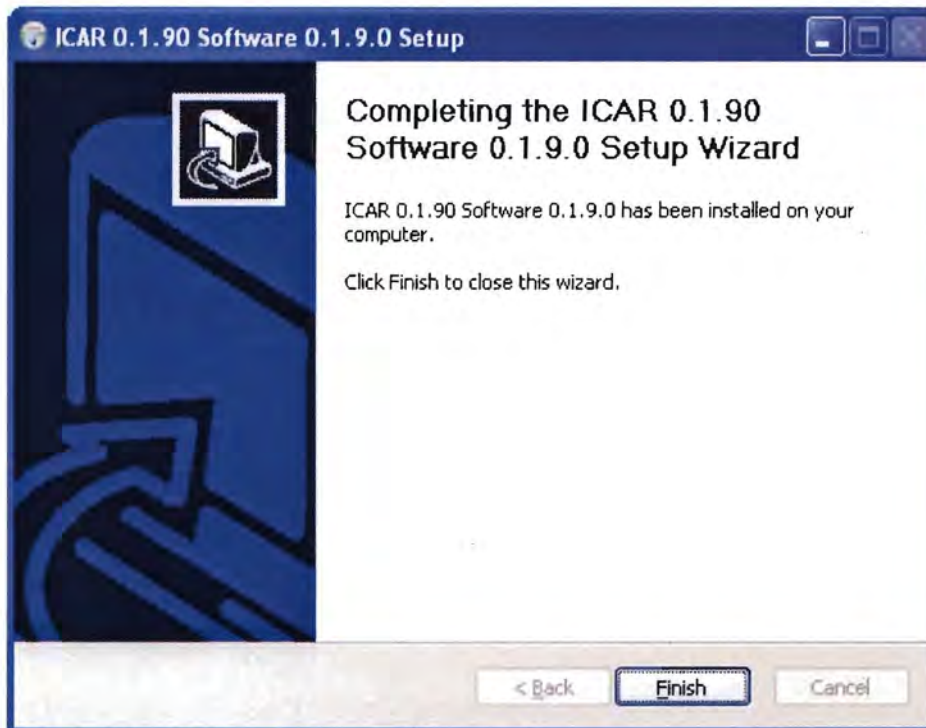 ICAR 0.1.90 Software 0.1.9.0 Setup
Completing the ICAR 0.1.90
Software 0.1.9.0 Setup Wizard
ICAR 0.1.90 Software 0.1.9.0 has been installed on your
computer.
Click Finish to close this wizard.
< Back Finish Cancel